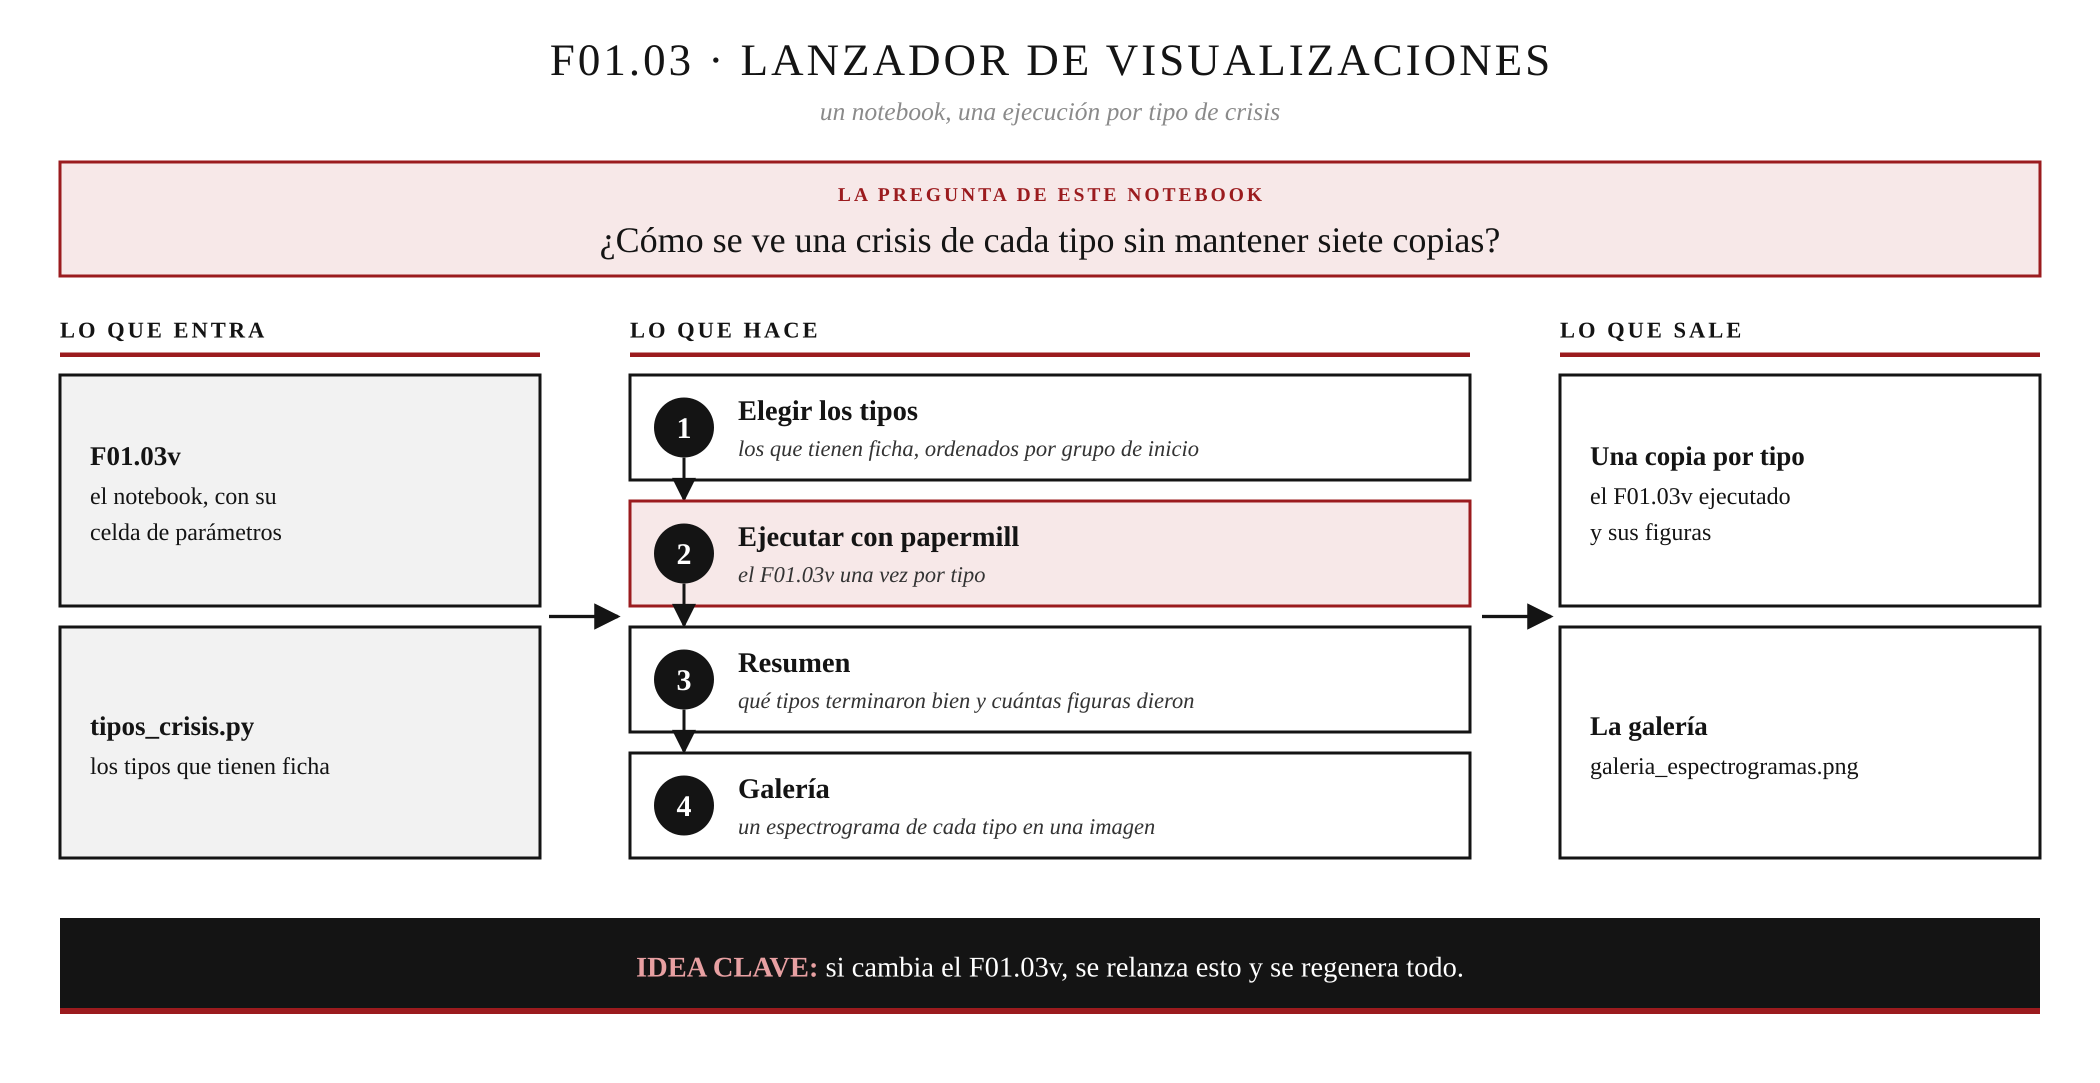 F01.03 · LANZADOR DE VISUALIZACIONES
un notebook, una ejecución por tipo de crisis
LA PREGUNTA DE ESTE NOTEBOOK
¿Cómo se ve una crisis de cada tipo sin mantener siete copias?
LO QUE ENTRA
F01.03v
el notebook, con su
celda de parámetros
tipos_crisis.py
los tipos que tienen ficha
LO QUE HACE
1
Elegir los tipos
los que tienen ficha, ordenados por grupo de inicio
2
Ejecutar con papermill
el F01.03v una vez por tipo
3
Resumen
qué tipos terminaron bien y cuántas figuras dieron
4
Galería
un espectrograma de cada tipo en una imagen
LO QUE SALE
Una copia por tipo
el F01.03v ejecutado
y sus figuras
La galería
galeria_espectrogramas.png
IDEA CLAVE: si cambia el F01.03v, se relanza esto y se regenera todo.